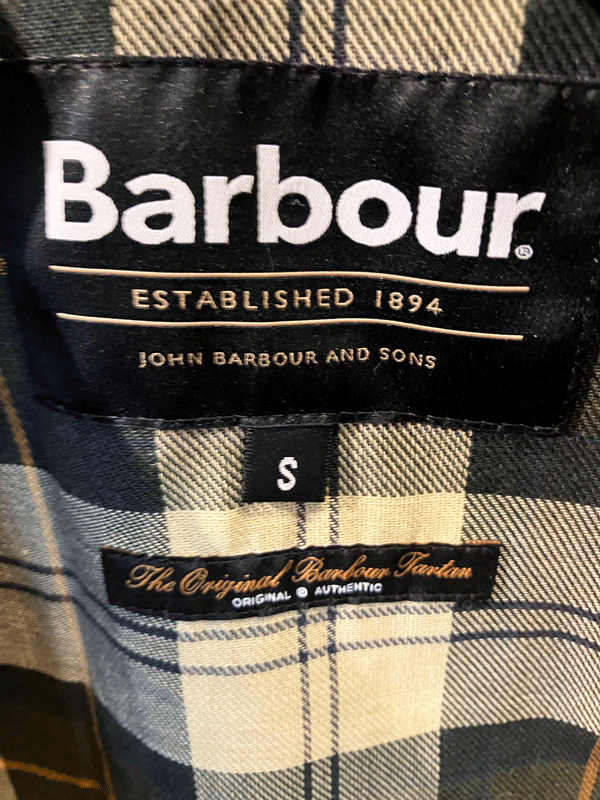 Barbour®
ESTABLISHED 1894
JOHN BARBOUR AND SONS
S
The Original Barbour Tartan
ORIGINAL @ AUTHENTIC